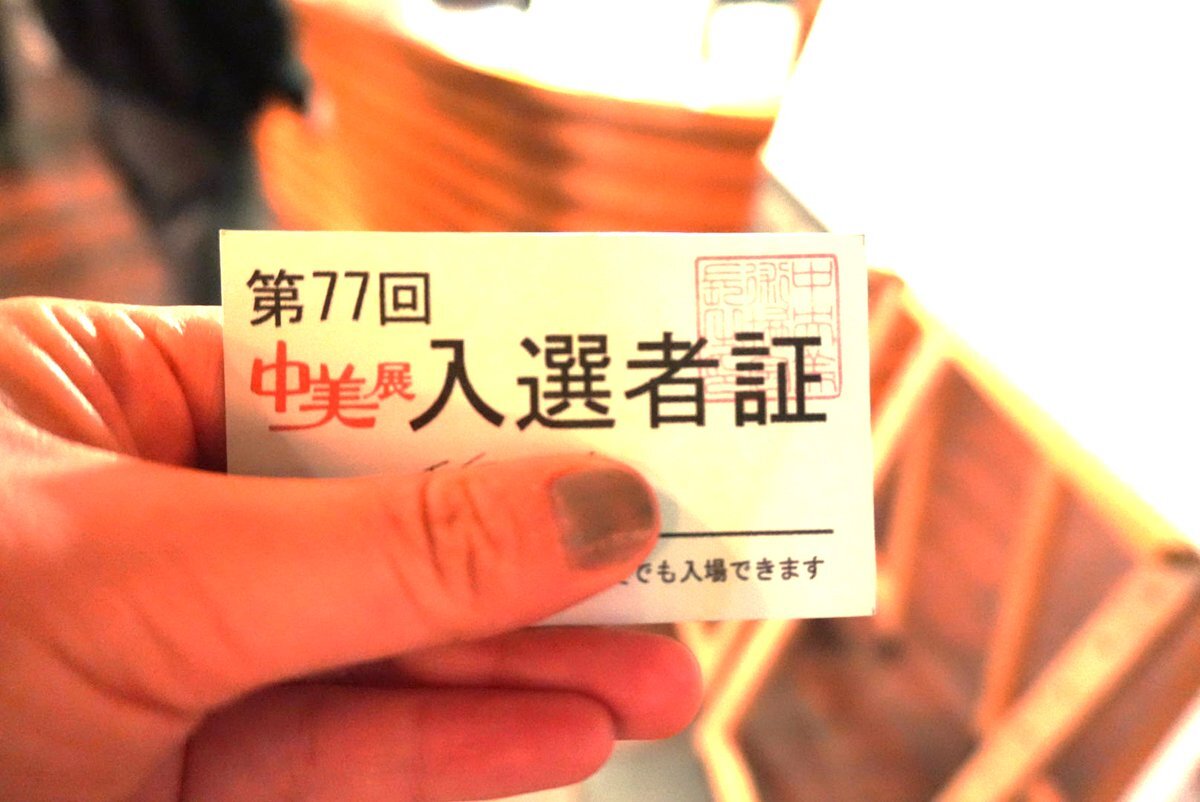 第77回
中美展 入選者証
でも入場できます